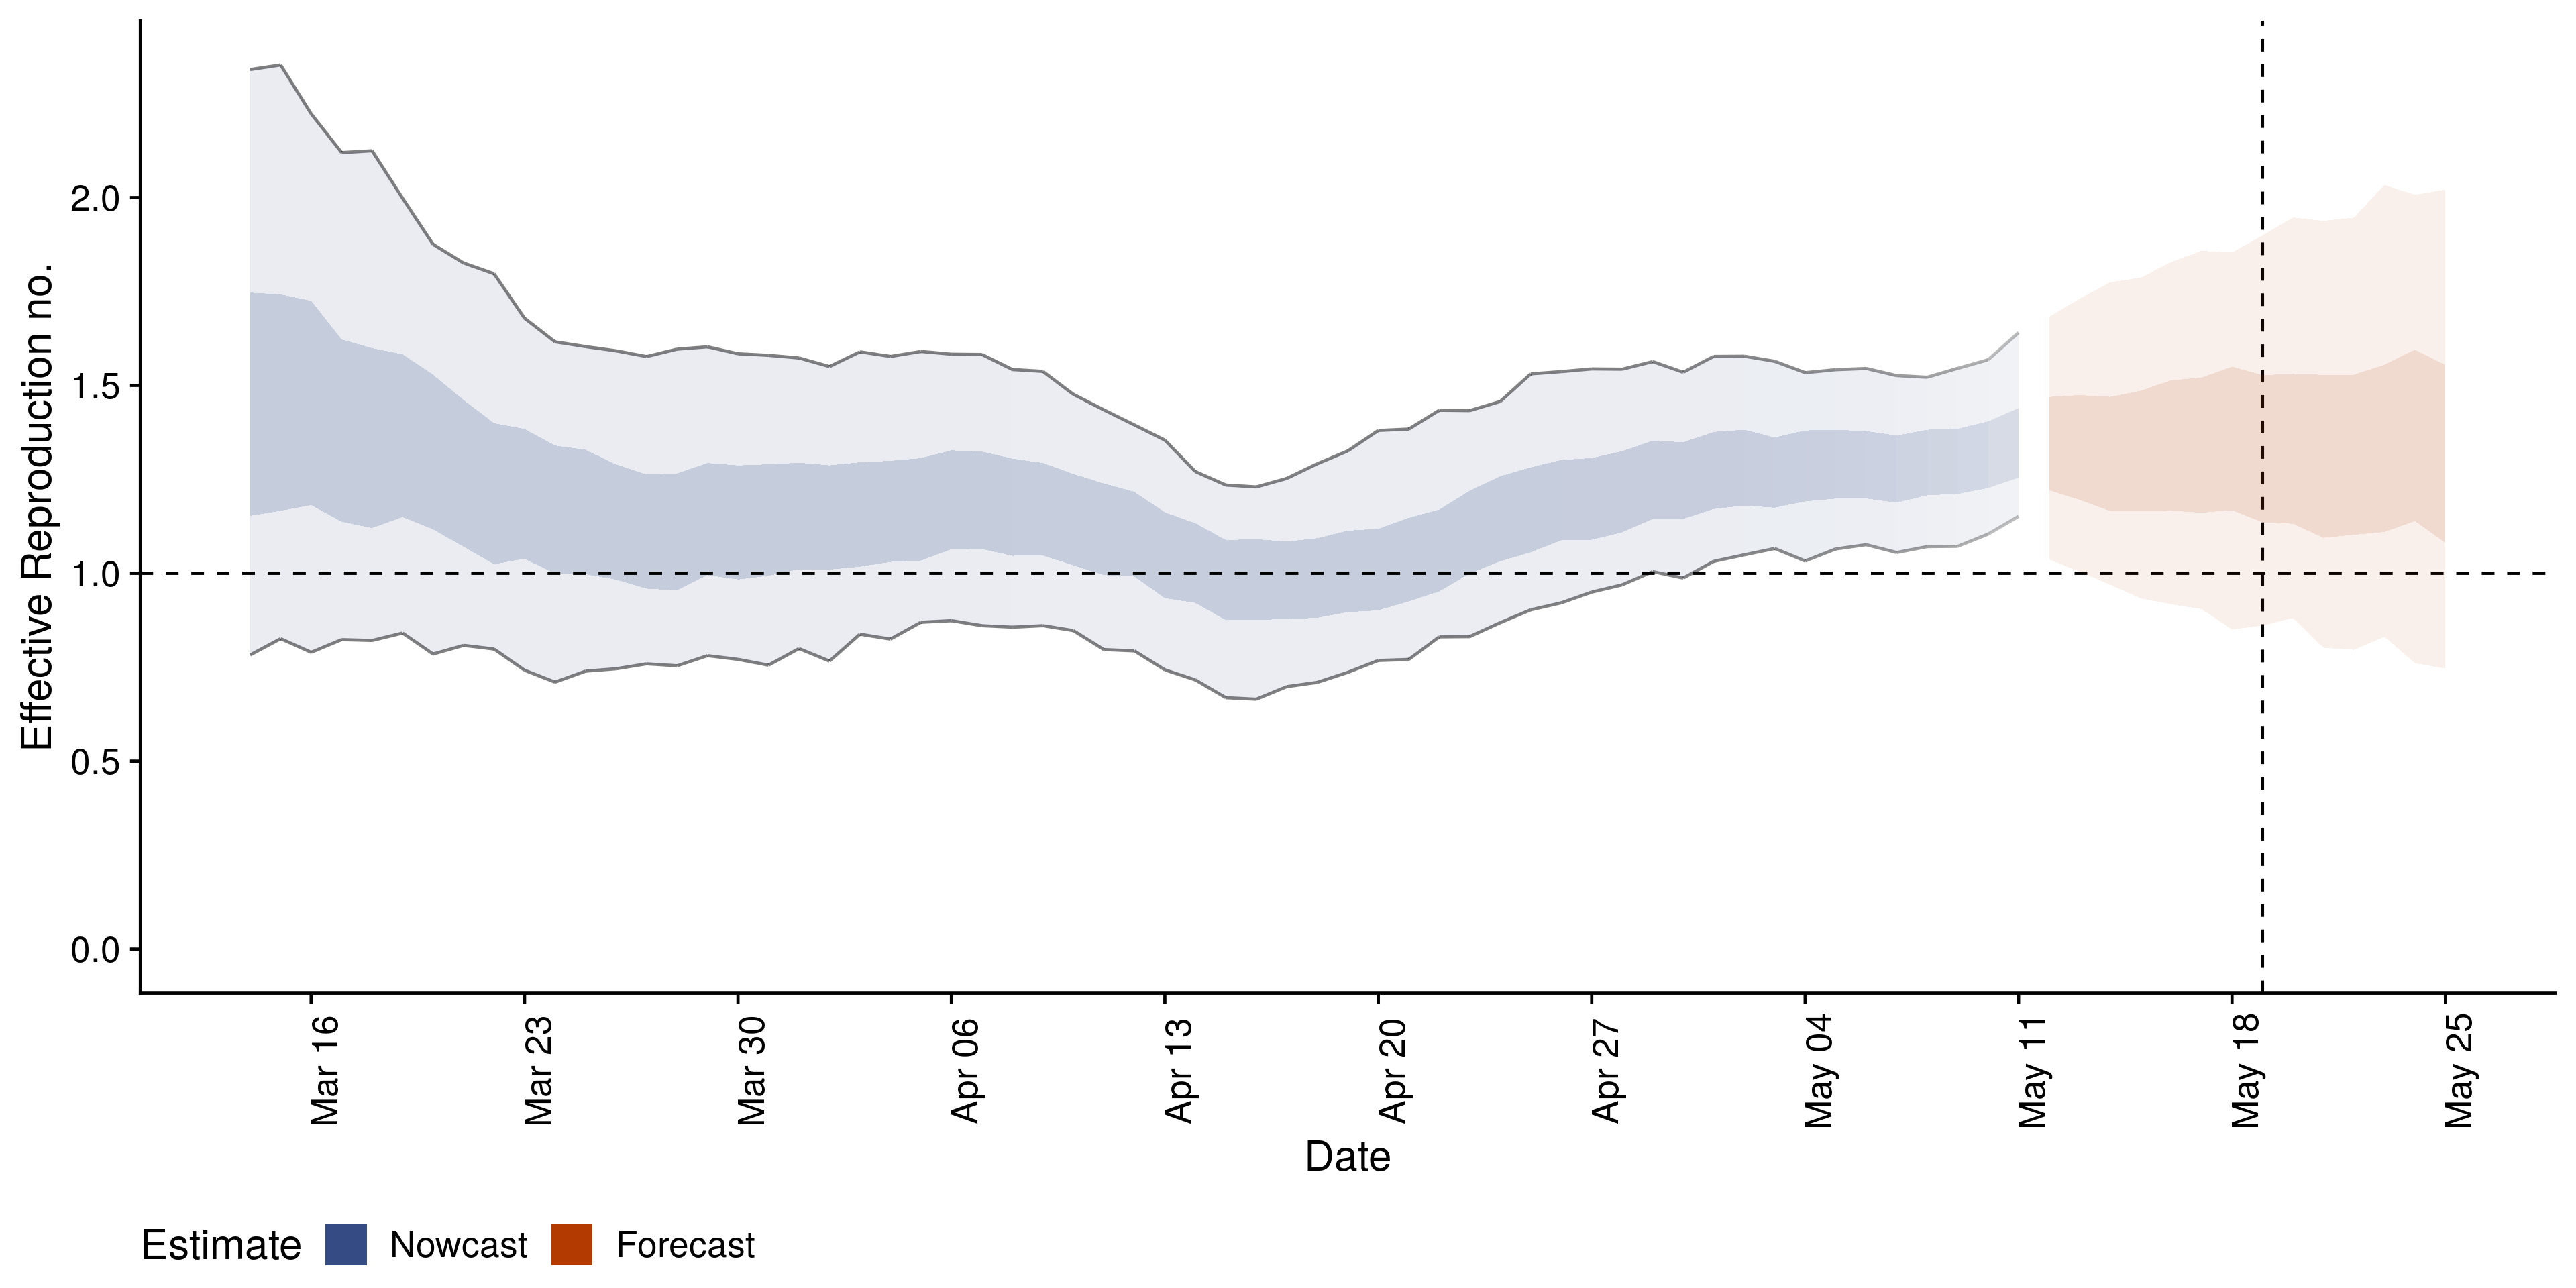 Effective Reproduction no.
2.0
1.5
1.0
0.5
0.0
Mar 16
Mar 23
Mar 30
Apr 06
Apr 13
Apr 20
Apr 27
May 04
May 11
May 18
May 25
Date
Estimate Nowcast Forecast